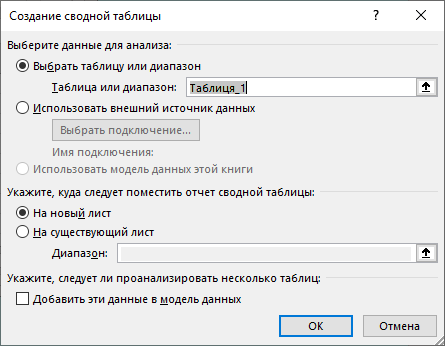 Создание сводной таблицы
? ×
Выберите данные для анализа:
Выбрать таблицу или диапазон
Таблица или диапазон: Таблиця_1
Использовать внешний источник данных
Выбрать подключение...
Имя подключения:
Использовать модель данных этой книги
Укажите, куда следует поместить отчет сводной таблицы:
На новый лист
На существующий лист
Диапазон:
Укажите, следует ли проанализировать несколько таблиц:
Добавить эти данные в модель данных
ОК Отмена